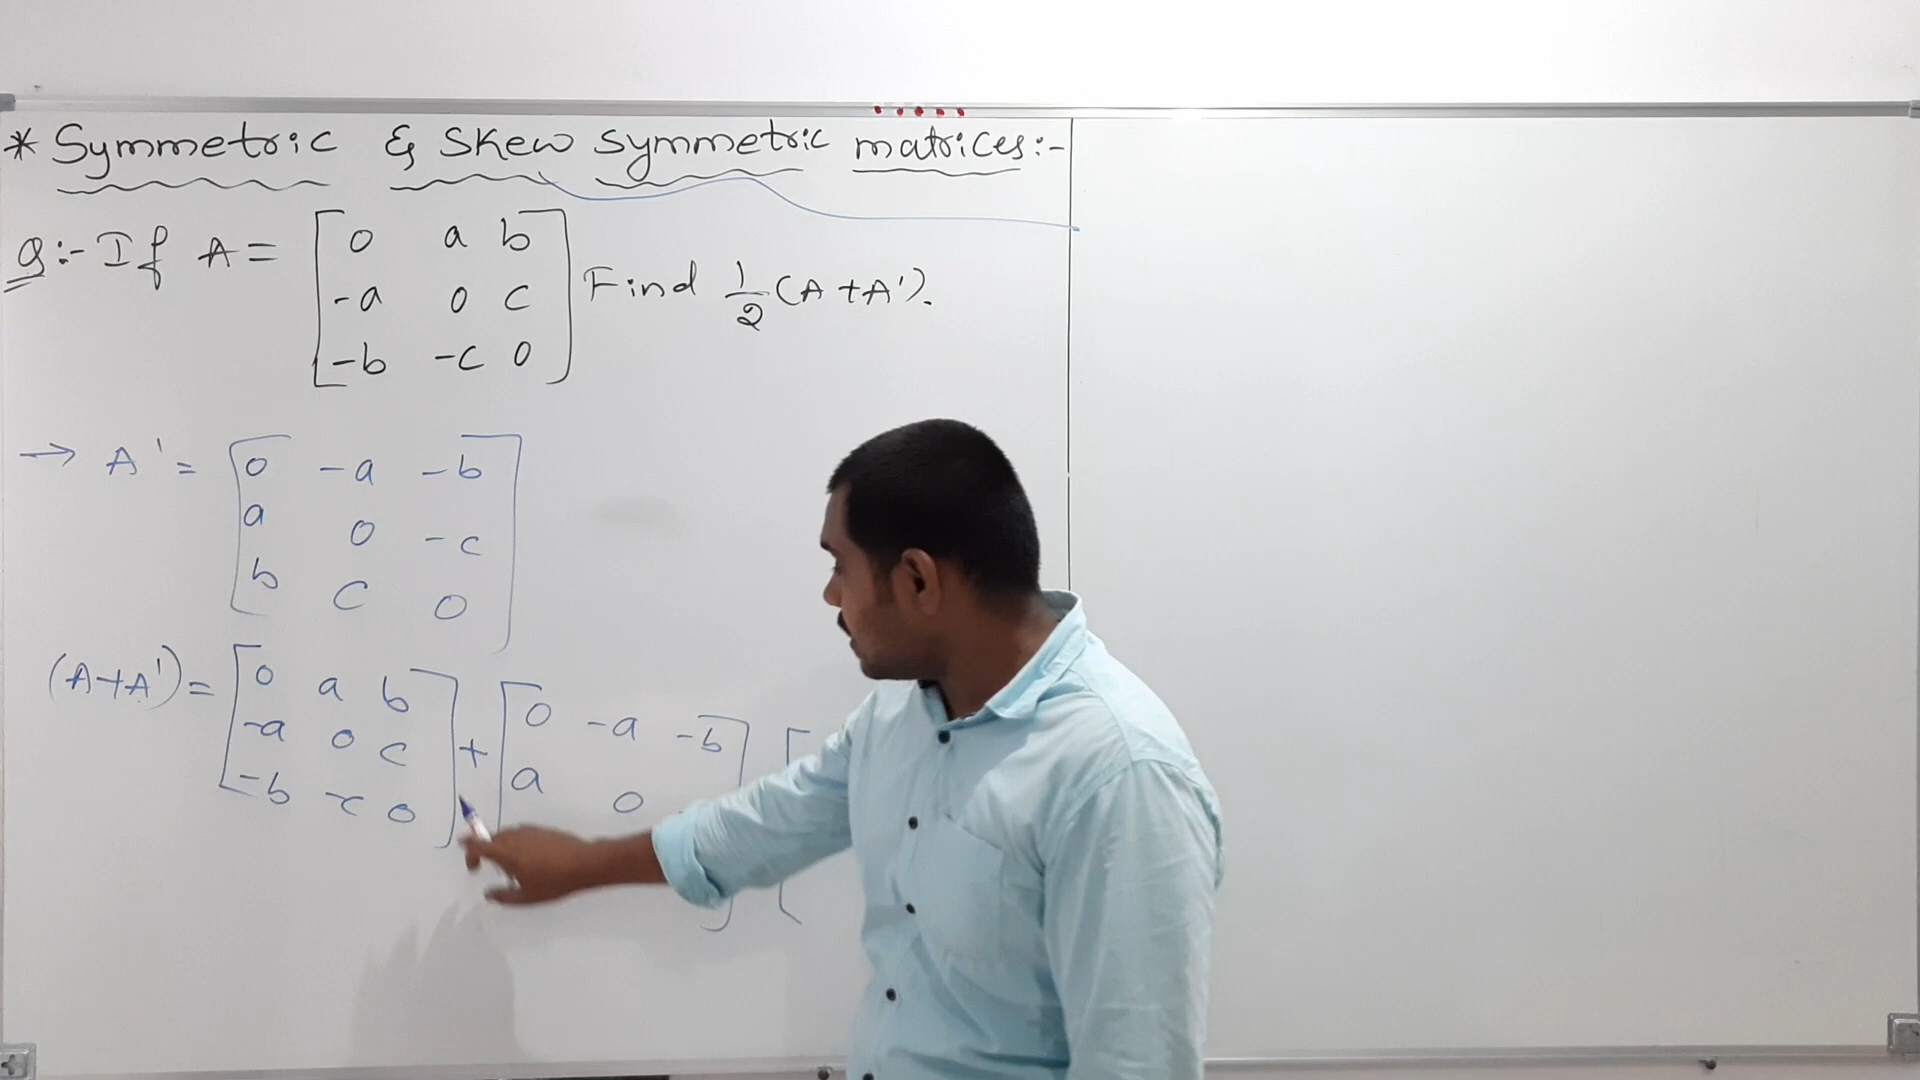 * Symmetric & Skew symmetric matrices:-
Q:- If A = [0 a b
-a 0 c
-b -c 0] Find 1/2 (A+A').
→ A' = [0 -a -b
a 0 -c
b c 0]
(A+A') = [0 a b
-a 0 c
-b -c 0] + [0 -a -b
a 0